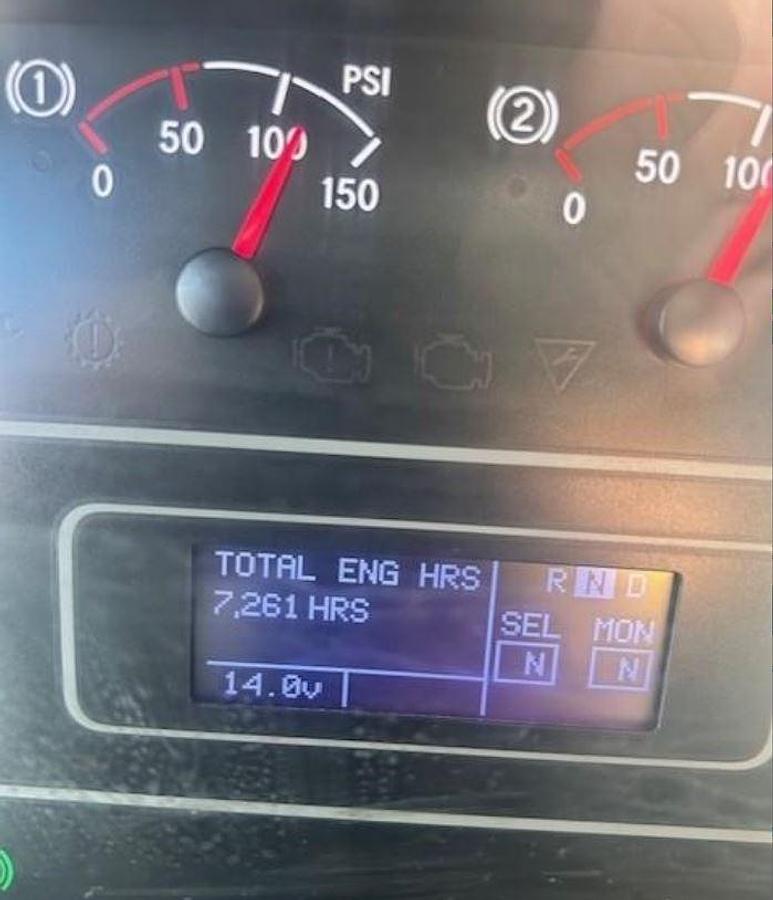 1 PSI
0 50 100 150
2
0 50 100
TOTAL ENG HRS
7,261 HRS
R N D
SEL MON
N N
14.0v